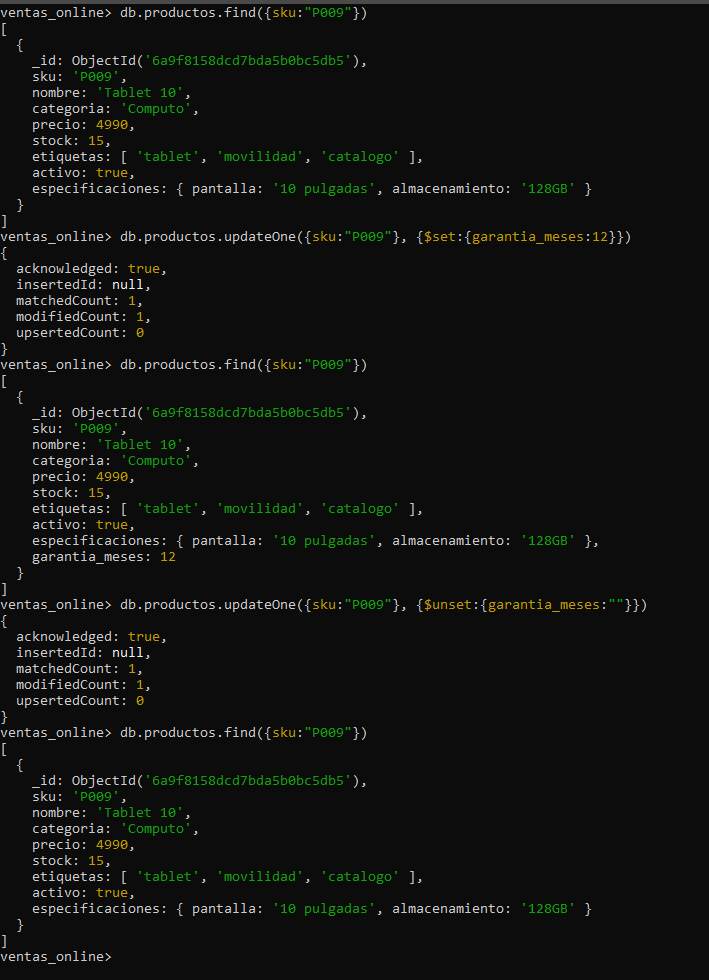 ventas_online> db.productos.find({sku:"P009"})
[
  {
    _id: ObjectId('6a9f8158dcd7bda5b0bc5db5'),
    sku: 'P009',
    nombre: 'Tablet 10',
    categoria: 'Computo',
    precio: 4990,
    stock: 15,
    etiquetas: [ 'tablet', 'movilidad', 'catalogo' ],
    activo: true,
    especificaciones: { pantalla: '10 pulgadas', almacenamiento: '128GB' }
  }
]
ventas_online> db.productos.updateOne({sku:"P009"}, {$set:{garantia_meses:12}})
{
  acknowledged: true,
  insertedId: null,
  matchedCount: 1,
  modifiedCount: 1,
  upsertedCount: 0
}
ventas_online> db.productos.find({sku:"P009"})
[
  {
    _id: ObjectId('6a9f8158dcd7bda5b0bc5db5'),
    sku: 'P009',
    nombre: 'Tablet 10',
    categoria: 'Computo',
    precio: 4990,
    stock: 15,
    etiquetas: [ 'tablet', 'movilidad', 'catalogo' ],
    activo: true,
    especificaciones: { pantalla: '10 pulgadas', almacenamiento: '128GB' },
    garantia_meses: 12
  }
]
ventas_online> db.productos.updateOne({sku:"P009"}, {$unset:{garantia_meses:""}})
{
  acknowledged: true,
  insertedId: null,
  matchedCount: 1,
  modifiedCount: 1,
  upsertedCount: 0
}
ventas_online> db.productos.find({sku:"P009"})
[
  {
    _id: ObjectId('6a9f8158dcd7bda5b0bc5db5'),
    sku: 'P009',
    nombre: 'Tablet 10',
    categoria: 'Computo',
    precio: 4990,
    stock: 15,
    etiquetas: [ 'tablet', 'movilidad', 'catalogo' ],
    activo: true,
    especificaciones: { pantalla: '10 pulgadas', almacenamiento: '128GB' }
  }
]
ventas_online>